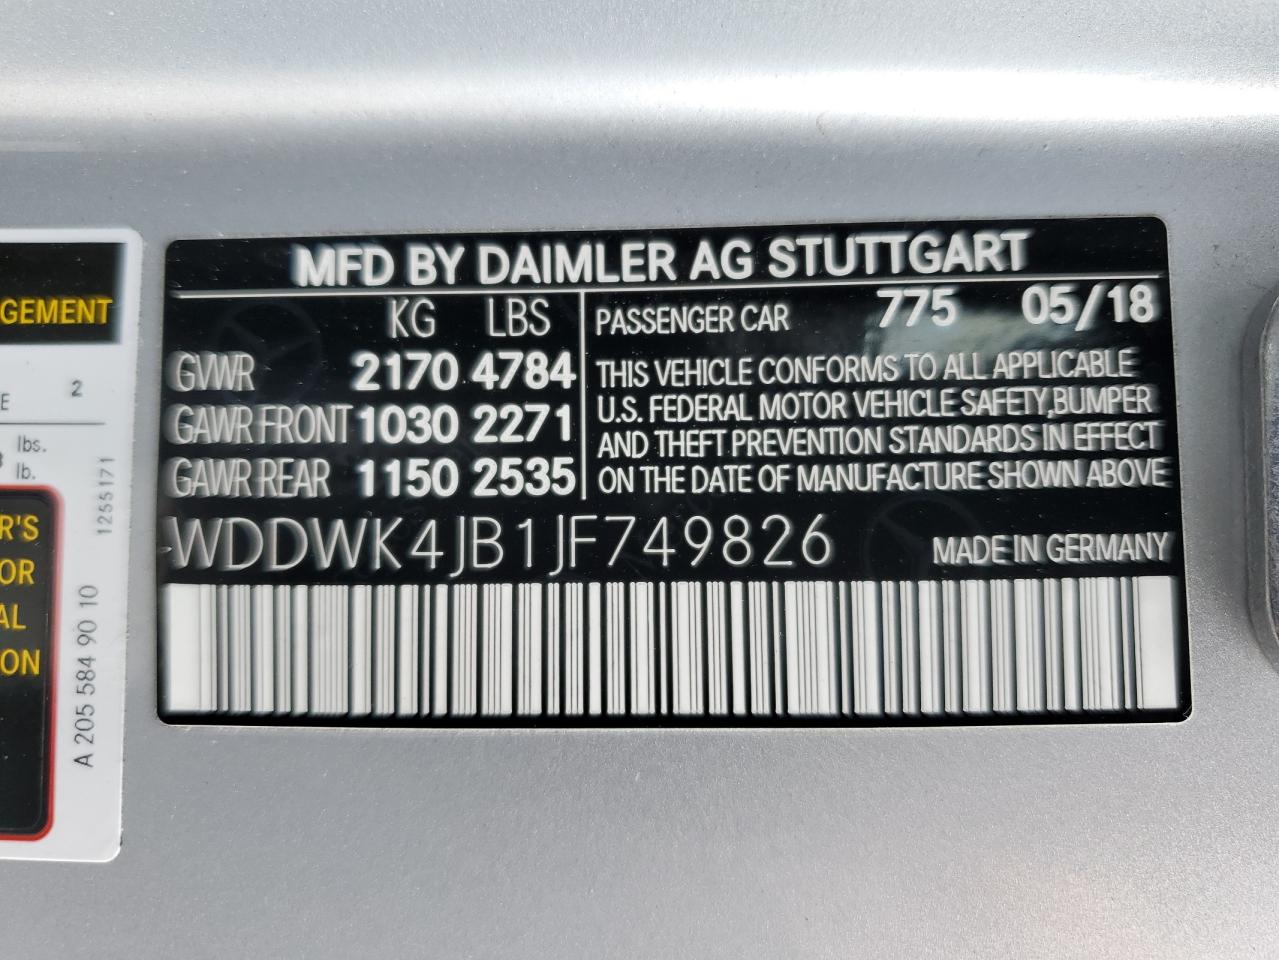 MFD BY DAIMLER AG STUTTGART
KG LBS
GVWR 2170 4784
GAWR FRONT 1030 2271
GAWR REAR 1150 2535
PASSENGER CAR 775 05/18
THIS VEHICLE CONFORMS TO ALL APPLICABLE
U.S. FEDERAL MOTOR VEHICLE SAFETY,BUMPER
AND THEFT PREVENTION STANDARDS IN EFFECT
ON THE DATE OF MANUFACTURE SHOWN ABOVE
WDDWK4JB1JF749826 MADE IN GERMANY
GEMENT
E 2
lbs.
lb.
R'S
OR
AL
ON
1255171
A 205 584 90 10